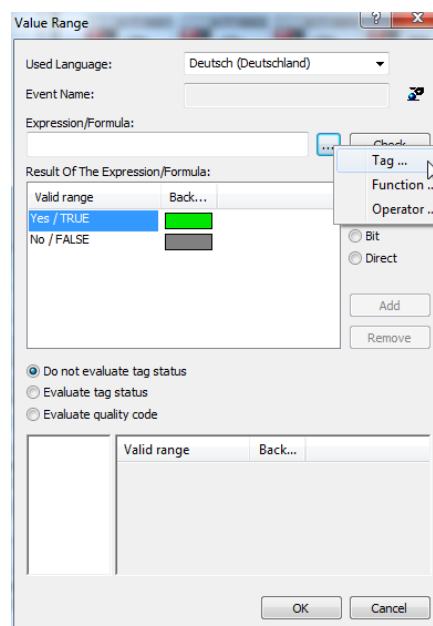 Value Range
Used Language:
Deutsch (Deutschland)
Event Name:
Expression/Formula:
...
Check
Tag ...
Function ..
Operator ..
Result Of The Expression/Formula:
Valid range
Back...
Yes / TRUE
No / FALSE
Bit
Direct
Add
Remove
Do not evaluate tag status
Evaluate tag status
Evaluate quality code
Valid range
Back...
OK
Cancel